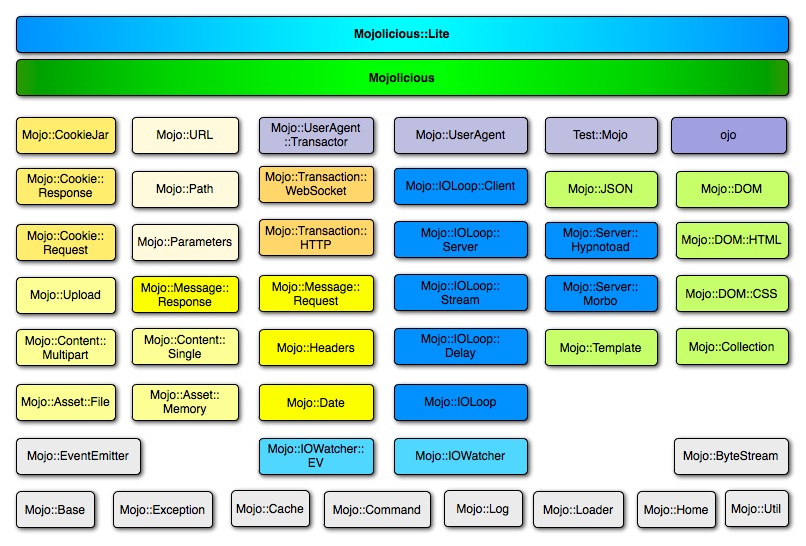 Mojolicious::Lite
Mojolicious
Mojo::CookieJar
Mojo::URL
Mojo::UserAgent
::Transactor
Mojo::UserAgent
Test::Mojo
ojo
Mojo::Cookie::
Response
Mojo::Path
Mojo::Transaction::
WebSocket
Mojo::IOLoop::Client
Mojo::JSON
Mojo::DOM
Mojo::Cookie::
Request
Mojo::Parameters
Mojo::Transaction::
HTTP
Mojo::IOLoop::
Server
Mojo::Server::
Hypnotoad
Mojo::DOM::HTML
Mojo::Upload
Mojo::Message::
Response
Mojo::Message::
Request
Mojo::IOLoop::
Stream
Mojo::Server::
Morbo
Mojo::DOM::CSS
Mojo::Content::
Multipart
Mojo::Content::
Single
Mojo::Headers
Mojo::IOLoop::
Delay
Mojo::Template
Mojo::Collection
Mojo::Asset::File
Mojo::Asset::
Memory
Mojo::Date
Mojo::IOLoop
Mojo::EventEmitter
Mojo::IOWatcher::
EV
Mojo::IOWatcher
Mojo::ByteStream
Mojo::Base
Mojo::Exception
Mojo::Cache
Mojo::Command
Mojo::Log
Mojo::Loader
Mojo::Home
Mojo::Util